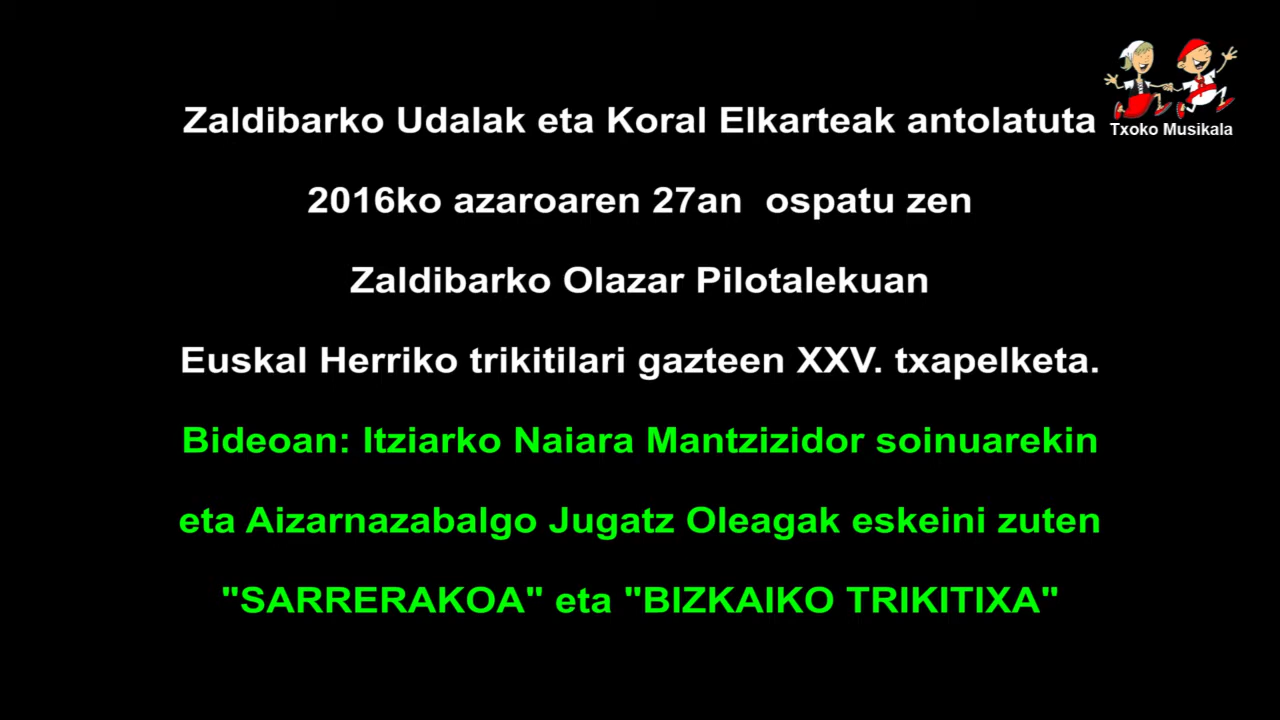 Zaldibarko Udalak eta Koral Elkarteak antolatuta
Txoko Musikala
2016ko azaroaren 27an ospatu zen
Zaldibarko Olazar Pilotalekuan
Euskal Herriko trikitilari gazteen XXV. txapelketa.
Bideoan: Itziarko Naiara Mantzizidor soinuarekin
eta Aizarnazabalgo Jugatz Oleagak eskeini zuten
"SARRERAKOA" eta "BIZKAIKO TRIKITIXA"